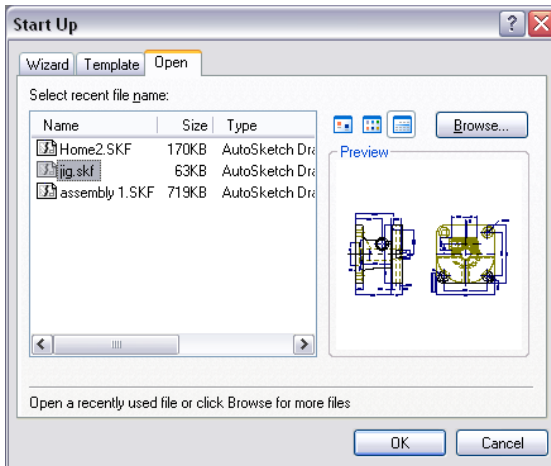 Start Up
Wizard Template Open
Select recent file name:
Name Size Type
Home2.SKF 170KB AutoSketch Dra
jig.skf 63KB AutoSketch Dra
assembly 1.SKF 719KB AutoSketch Dra
Browse...
Preview
Open a recently used file or click Browse for more files
OK Cancel